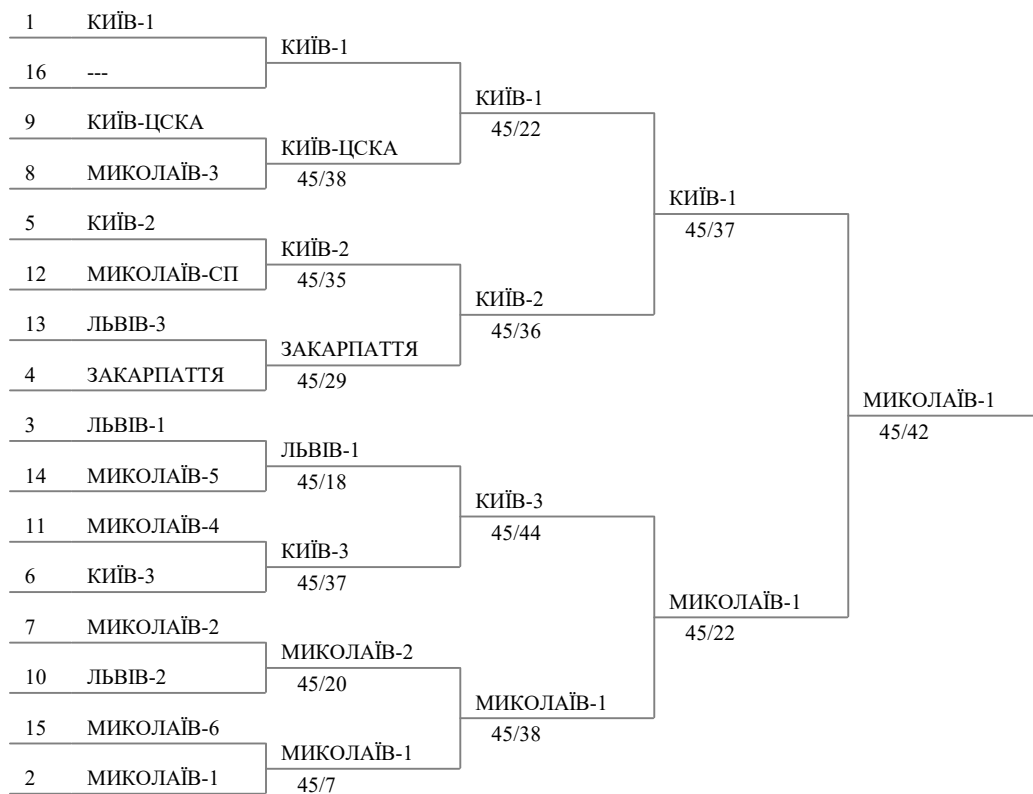 1 КИЇВ-1
КИЇВ-1
16 ---
КИЇВ-1
45/22
9 КИЇВ-ЦСКА
КИЇВ-ЦСКА
45/38
8 МИКОЛАЇВ-3
КИЇВ-1
45/37
5 КИЇВ-2
КИЇВ-2
45/35
12 МИКОЛАЇВ-СП
КИЇВ-2
45/36
13 ЛЬВІВ-3
ЗАКАРПАТТЯ
45/29
4 ЗАКАРПАТТЯ
МИКОЛАЇВ-1
45/42
3 ЛЬВІВ-1
ЛЬВІВ-1
45/18
14 МИКОЛАЇВ-5
КИЇВ-3
45/44
11 МИКОЛАЇВ-4
КИЇВ-3
45/37
6 КИЇВ-3
МИКОЛАЇВ-1
45/22
7 МИКОЛАЇВ-2
МИКОЛАЇВ-2
45/20
10 ЛЬВІВ-2
МИКОЛАЇВ-1
45/38
15 МИКОЛАЇВ-6
МИКОЛАЇВ-1
45/7
2 МИКОЛАЇВ-1